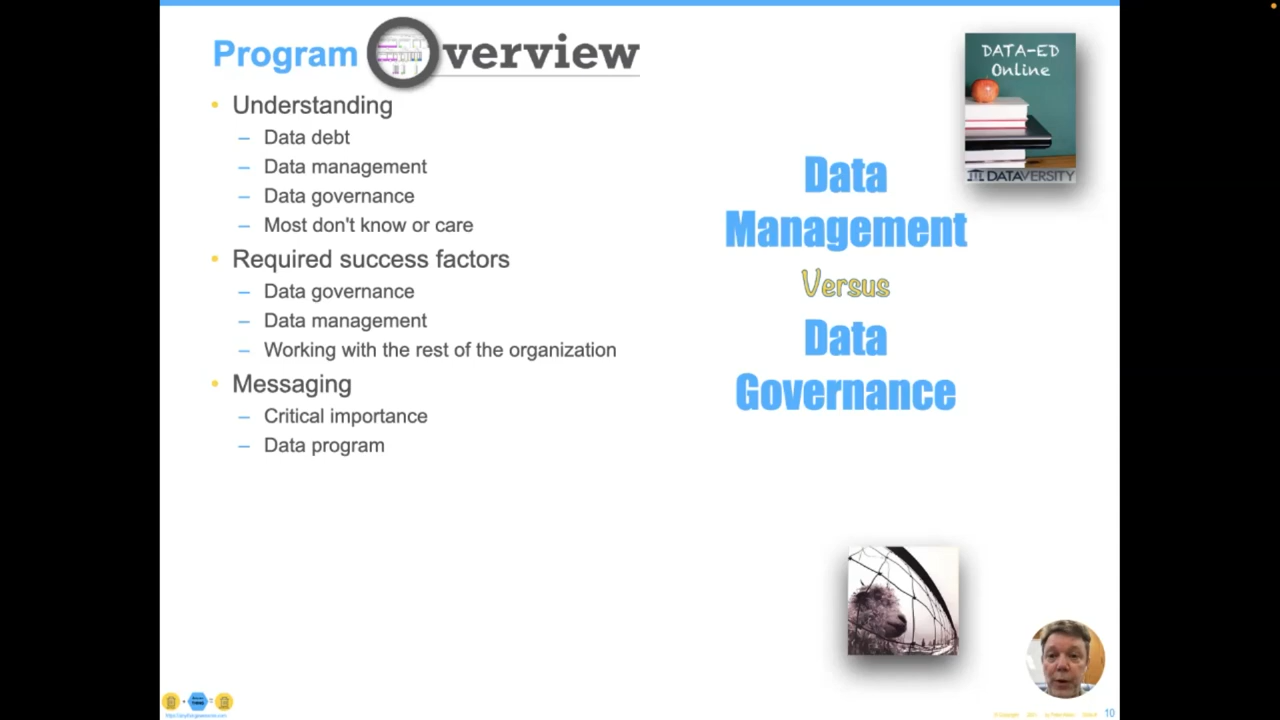 Program Overview
DATA-ED
Online
DATAVERSITY
• Understanding
– Data debt
– Data management
– Data governance
– Most don't know or care
• Required success factors
– Data governance
– Data management
– Working with the rest of the organization
• Messaging
– Critical importance
– Data program
Data
Management
Versus
Data
Governance
10